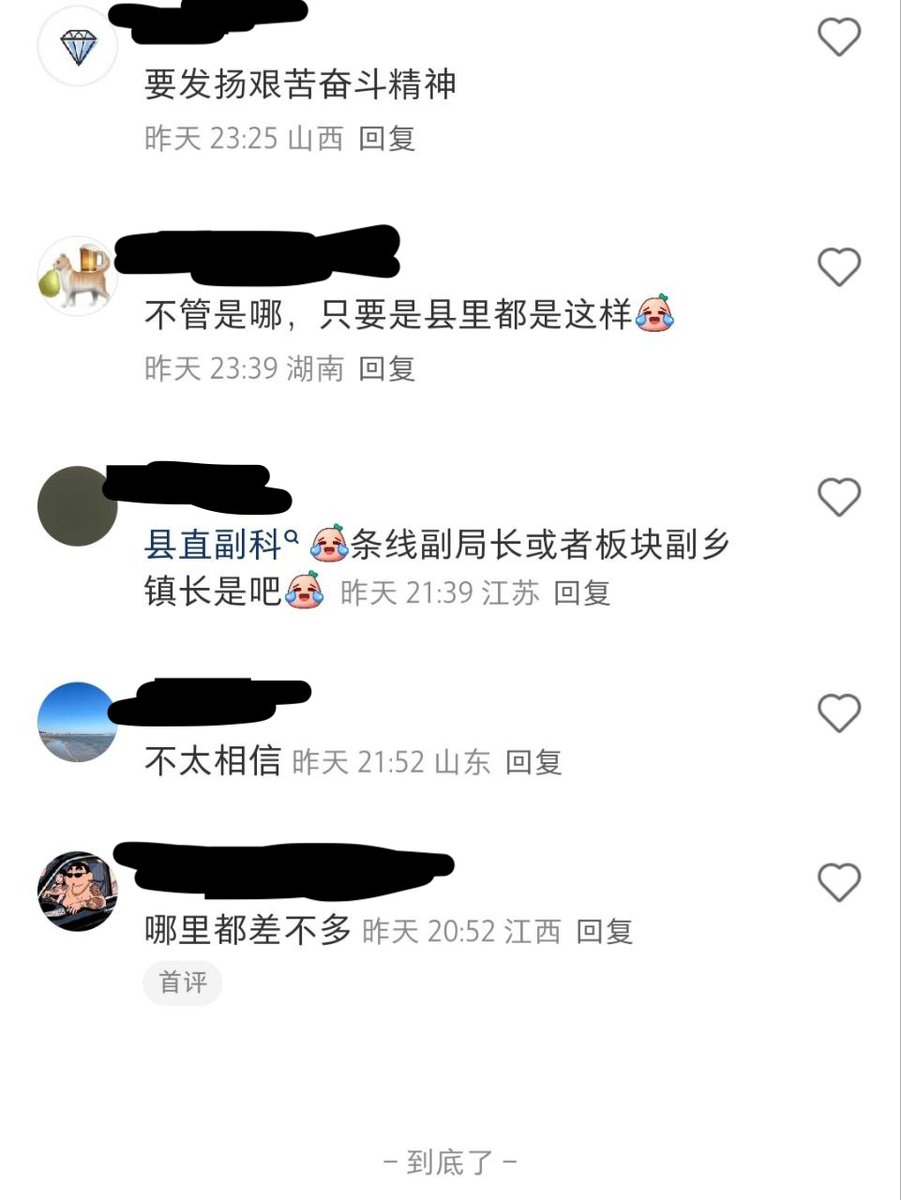 要发扬艰苦奋斗精神
昨天 23:25 山西 回复
不管是哪，只要是县里都是这样
昨天 23:39 湖南 回复
县直副科 条线副局长或者板块副乡
镇长是吧 昨天 21:39 江苏 回复
不太相信 昨天 21:52 山东 回复
哪里都差不多 昨天 20:52 江西 回复
首评
- 到底了 -